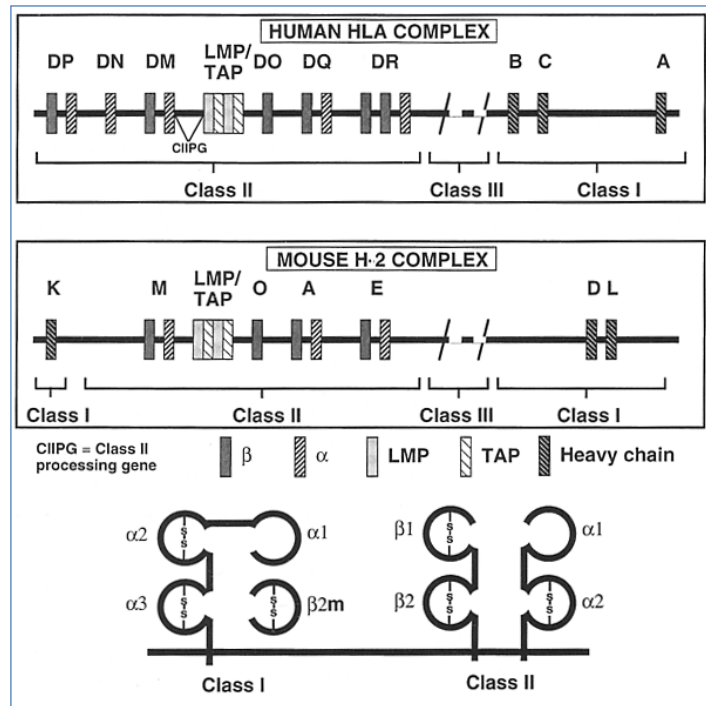 HUMAN HLA COMPLEX
LMP/
TAP
DP DN DM DO DQ DR B C A
CIIPG
Class II Class III Class I
MOUSE H·2 COMPLEX
LMP/
TAP
K M O A E D L
Class I Class II Class III Class I
CIIPG = Class II
processing gene
β α LMP TAP Heavy chain
α2 S-S α1 β1 S-S α1
α3 S-S S-S β2m β2 S-S S-S α2
Class I Class II